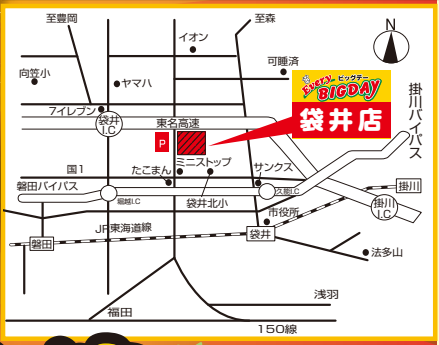 至豊岡
至森
N
イオン
可睡済
向笠小
ヤマハ
Every
ビッグデー
BIGDAY
袋井店
7イレブン
袋井
I.C
東名高速
P
掛川バイパス
ミニストップ
国1
たこまん
サンクス
磐田バイパス
堀越I.C
袋井北小
久能I.C
掛川
掛川
I.C
市役所
JR東海道線
磐田
袋井
法多山
浅羽
福田
150線